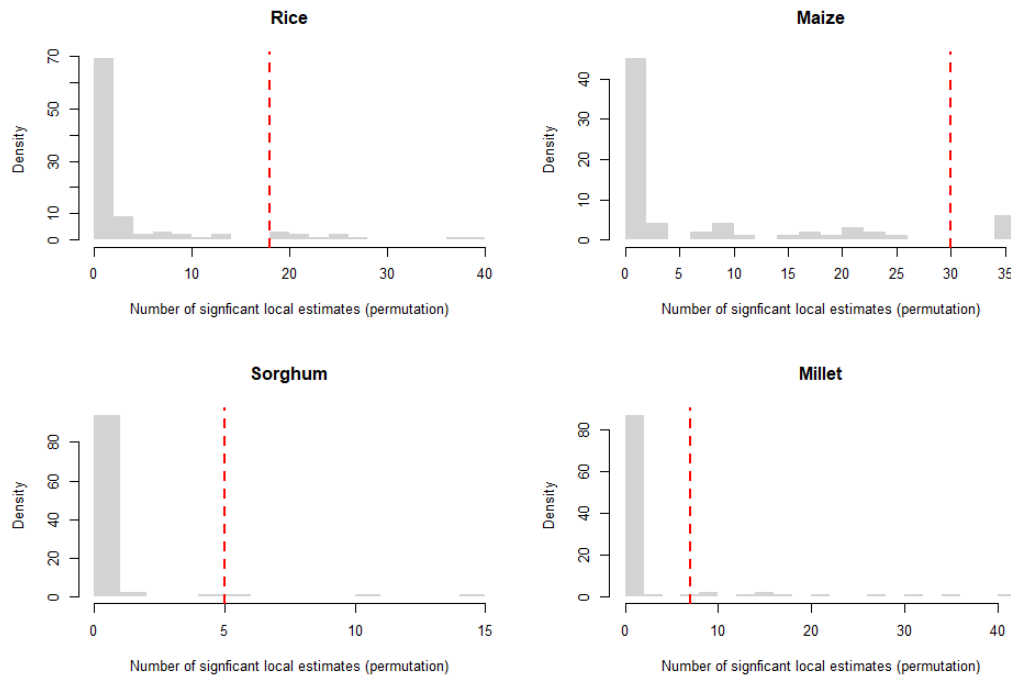 Rice
Density
0 10 30 50 70
0 10 20 30 40
Number of signficant local estimates (permutation)
Maize
Density
0 10 20 30 40
0 5 10 15 20 25 30 35
Number of signficant local estimates (permutation)
Sorghum
Density
0 20 40 60 80
0 5 10 15
Number of signficant local estimates (permutation)
Millet
Density
0 20 40 60 80
0 10 20 30 40
Number of signficant local estimates (permutation)